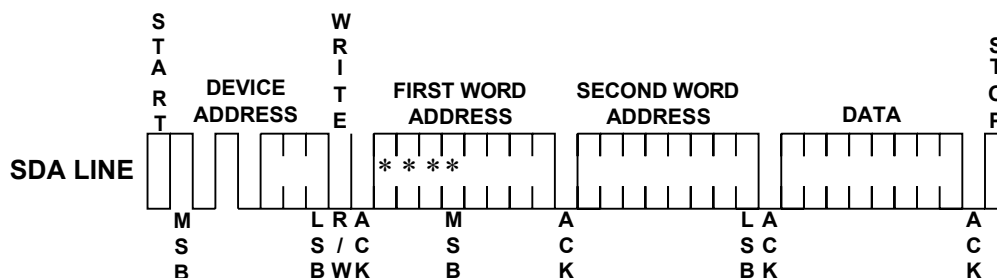 START
WRITE
STOP
DEVICE
ADDRESS
FIRST WORD
ADDRESS
SECOND WORD
ADDRESS
DATA
SDA LINE
* * * *
MSB
LSB
R/W
ACK
MSB
ACK
LSB
ACK
ACK